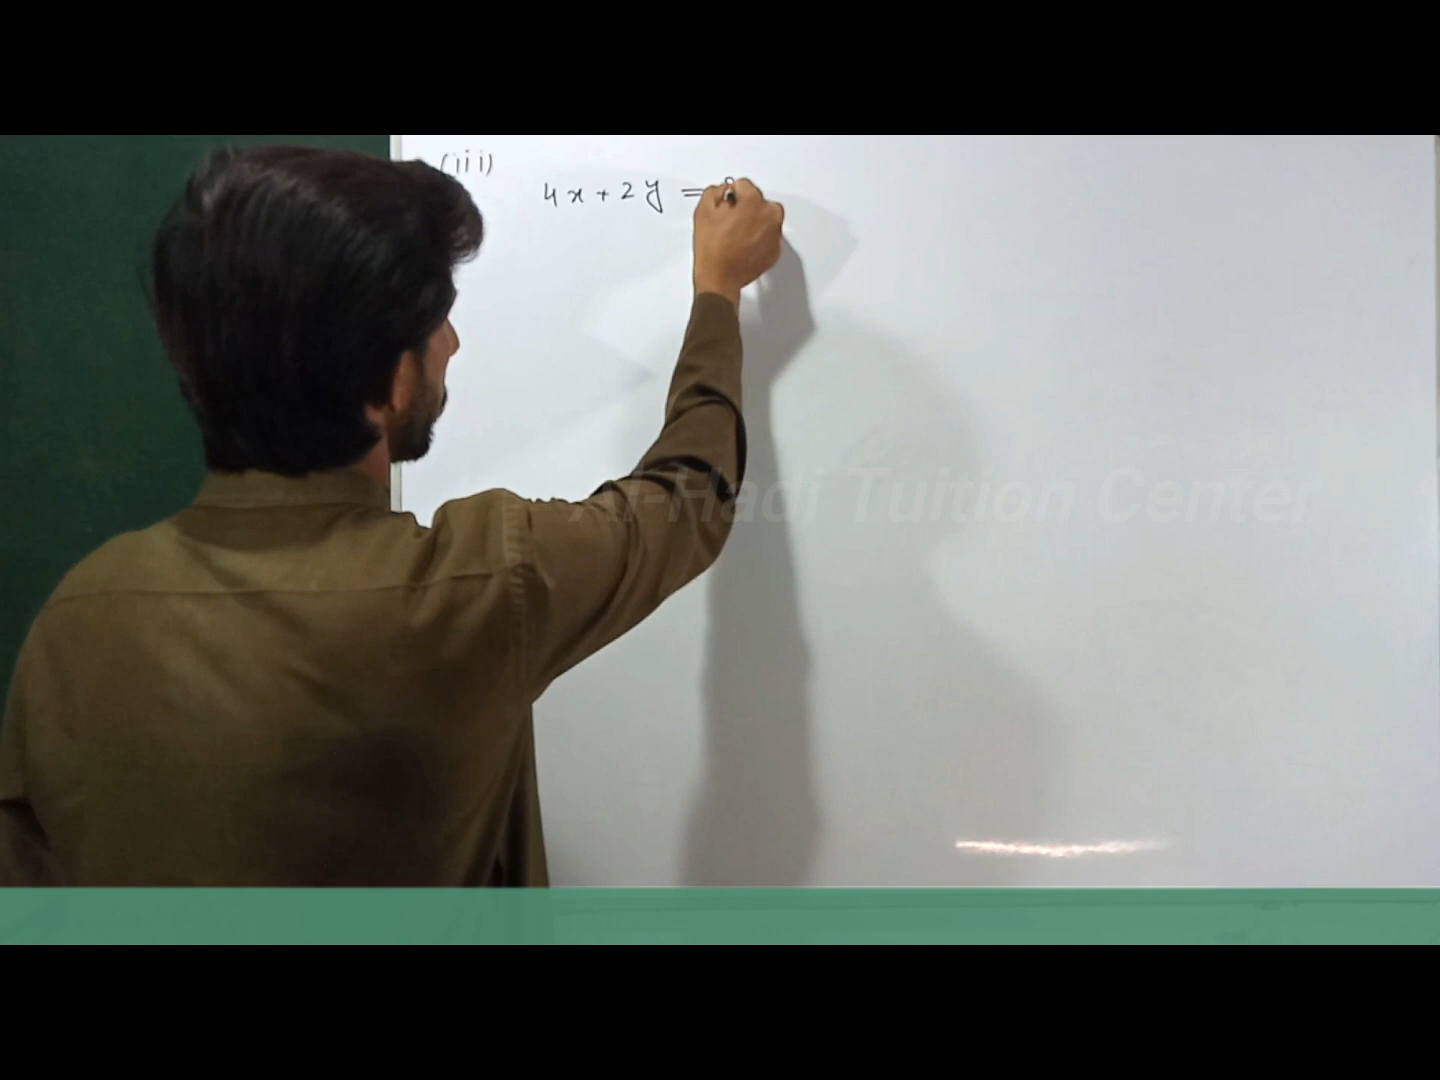 (iii)
4x + 2y =
Al-Hadi Tuition Center